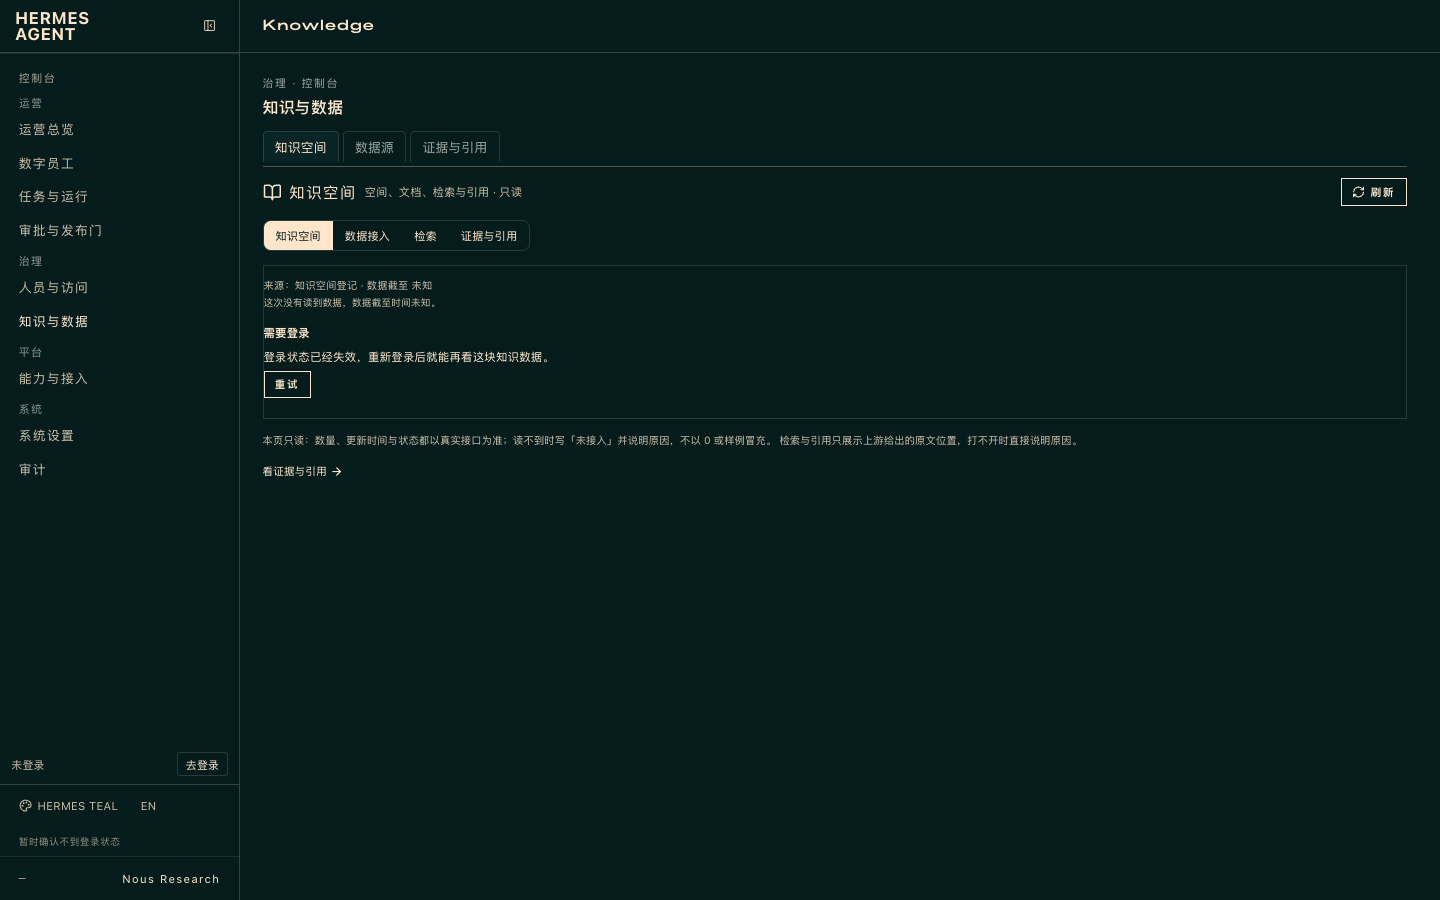 HERMES
AGENT
Knowledge
控制台
运营
运营总览
数字员工
任务与运行
审批与发布门
治理
人员与访问
知识与数据
平台
能力与接入
系统
系统设置
审计
未登录
去登录
HERMES TEAL EN
暂时确认不到登录状态
— Nous Research
治理 · 控制台
知识与数据
知识空间 数据源 证据与引用
知识空间 空间、文档、检索与引用 · 只读
刷新
知识空间 数据接入 检索 证据与引用
来源：知识空间登记 · 数据截至 未知
这次没有读到数据，数据截至时间未知。
需要登录
登录状态已经失效，重新登录后就能再看这块知识数据。
重试
本页只读：数量、更新时间与状态都以真实接口为准；读不到时写「未接入」并说明原因，不以 0 或样例冒充。 检索与引用只展示上游给出的原文位置，打不开时直接说明原因。
看证据与引用 →